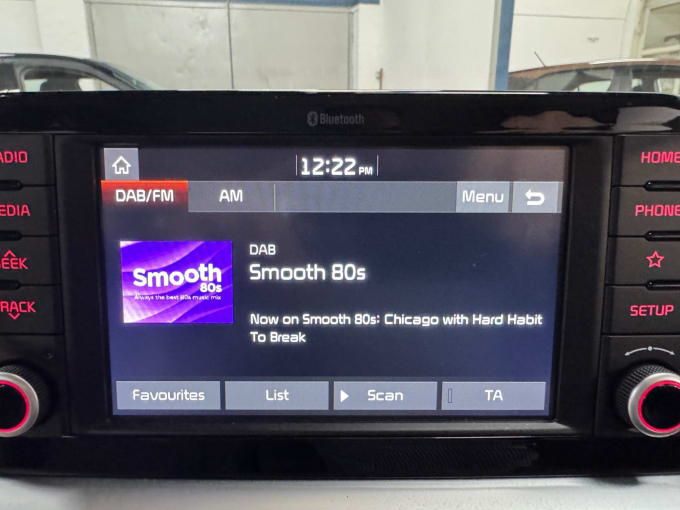 Bluetooth
ADIO
EDIA
EEK
TRACK
HOME
PHONE
SETUP
12:22 PM
DAB/FM
AM
Menu
DAB
Smooth 80s
Smooth
80s
Always the best 80s music mix
Now on Smooth 80s: Chicago with Hard Habit
To Break
Favourites
List
Scan
TA